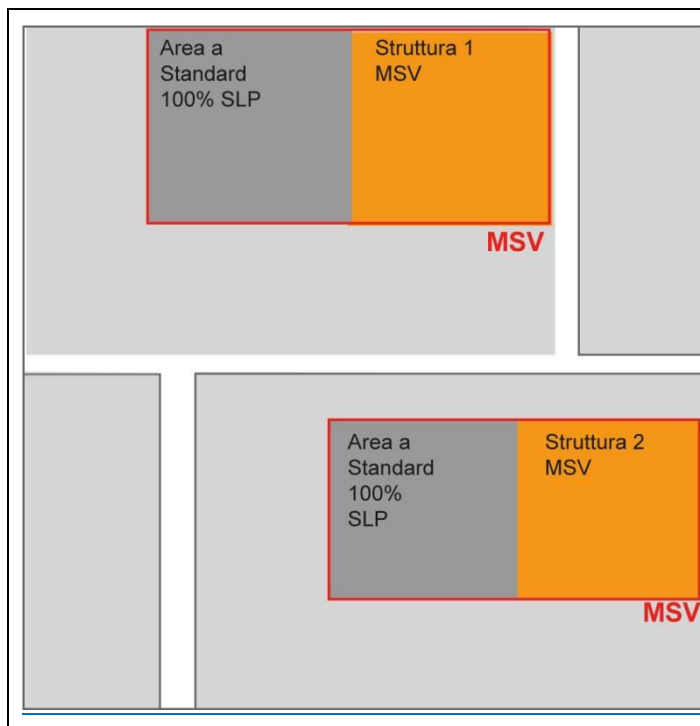 Area a
Standard
100% SLP
Struttura 1
MSV
MSV
Area a
Standard
100%
SLP
Struttura 2
MSV
MSV